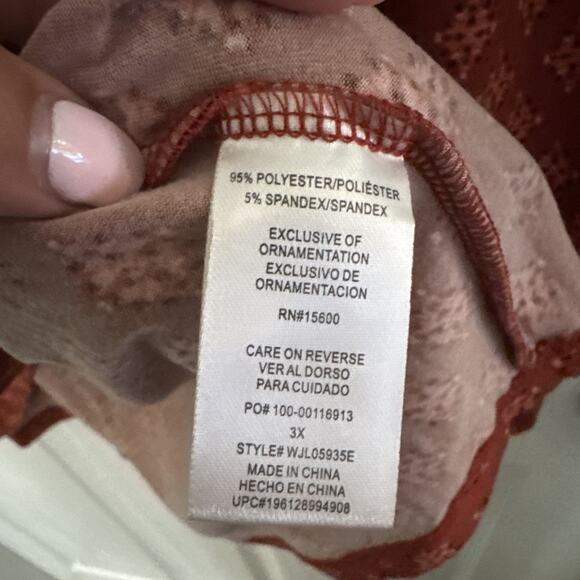 95% POLYESTER/POLIÉSTER
5% SPANDEX/SPANDEX
EXCLUSIVE OF
ORNAMENTATION
EXCLUSIVO DE
ORNAMENTACION
RN#15600
CARE ON REVERSE
VER AL DORSO
PARA CUIDADO
PO# 100-00116913
3X
STYLE# WJL05935E
MADE IN CHINA
HECHO EN CHINA
UPC#196128994908